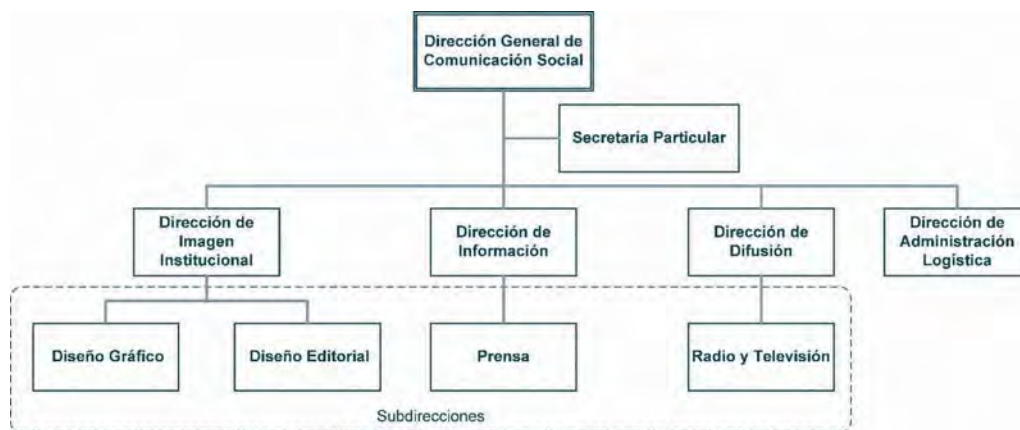 Dirección General de
Comunicación Social
Secretaría Particular
Dirección de
Imagen
Institucional
Dirección de
Información
Dirección de
Difusión
Dirección de
Administración
Logística
Diseño Gráfico
Diseño Editorial
Prensa
Radio y Televisión
Subdirecciones